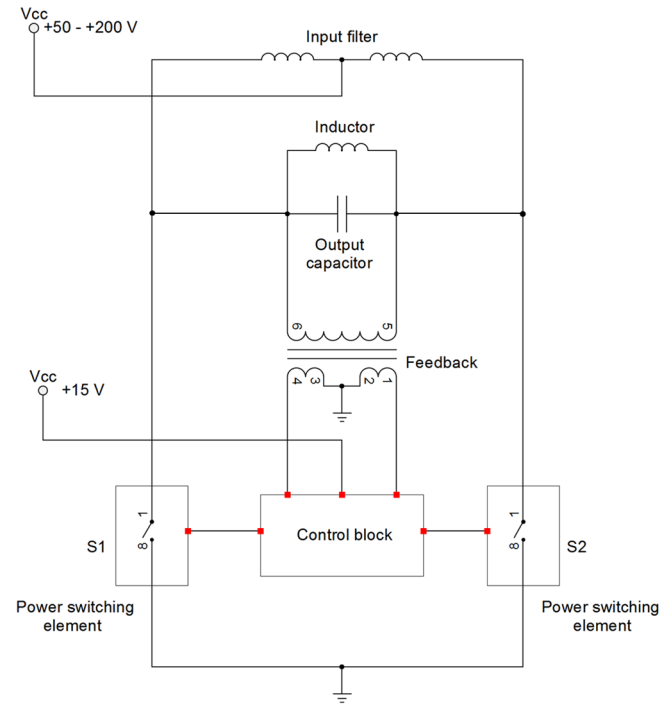 Vcc
+50 - +200 V
Input filter
Inductor
Output
capacitor
6 5
Feedback
4 3 2 1
Vcc
+15 V
1
8
S1
Control block
1
8
S2
Power switching
element
Power switching
element